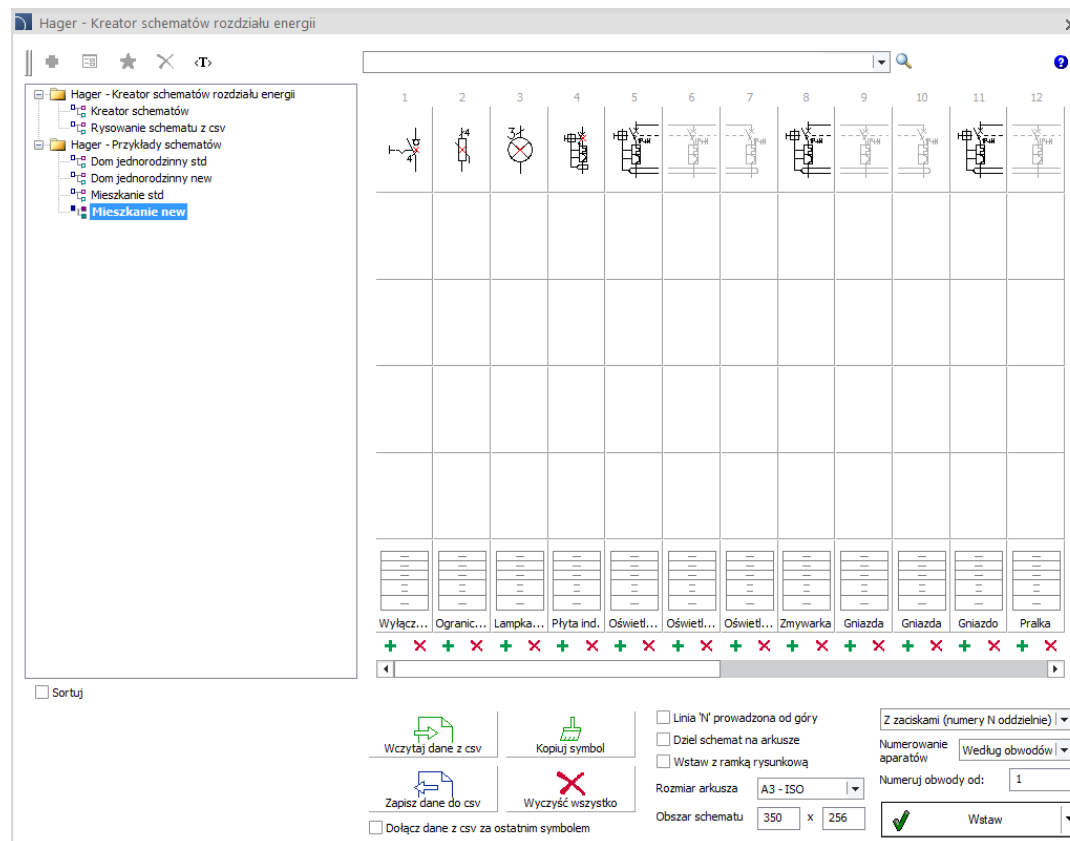 Hager - Kreator schematów rozdziału energii
<T>
Hager - Kreator schematów rozdziału energii
Kreator schematów
Rysowanie schematu z csv
Hager - Przykłady schematów
Dom jednorodzinny std
Dom jednorodzinny new
Mieszkanie std
Mieszkanie new
1 2 3 4 5 6 7 8 9 10 11 12
Wyłącz... Ogranic... Lampka... Płyta ind. Oświetl... Oświetl... Oświetl... Zmywarka Gniazda Gniazda Gniazdo Pralka
Sortuj
Wczytaj dane z csv
Kopiuj symbol
Zapisz dane do csv
Wyczyść wszystko
Dołącz dane z csv za ostatnim symbolem
Linia 'N' prowadzona od góry
Dziel schemat na arkusze
Wstaw z ramką rysunkową
Rozmiar arkusza A3 - ISO
Obszar schematu 350 x 256
Z zaciskami (numery N oddzielnie)
Numerowanie aparatów Według obwodów
Numeruj obwody od: 1
Wstaw